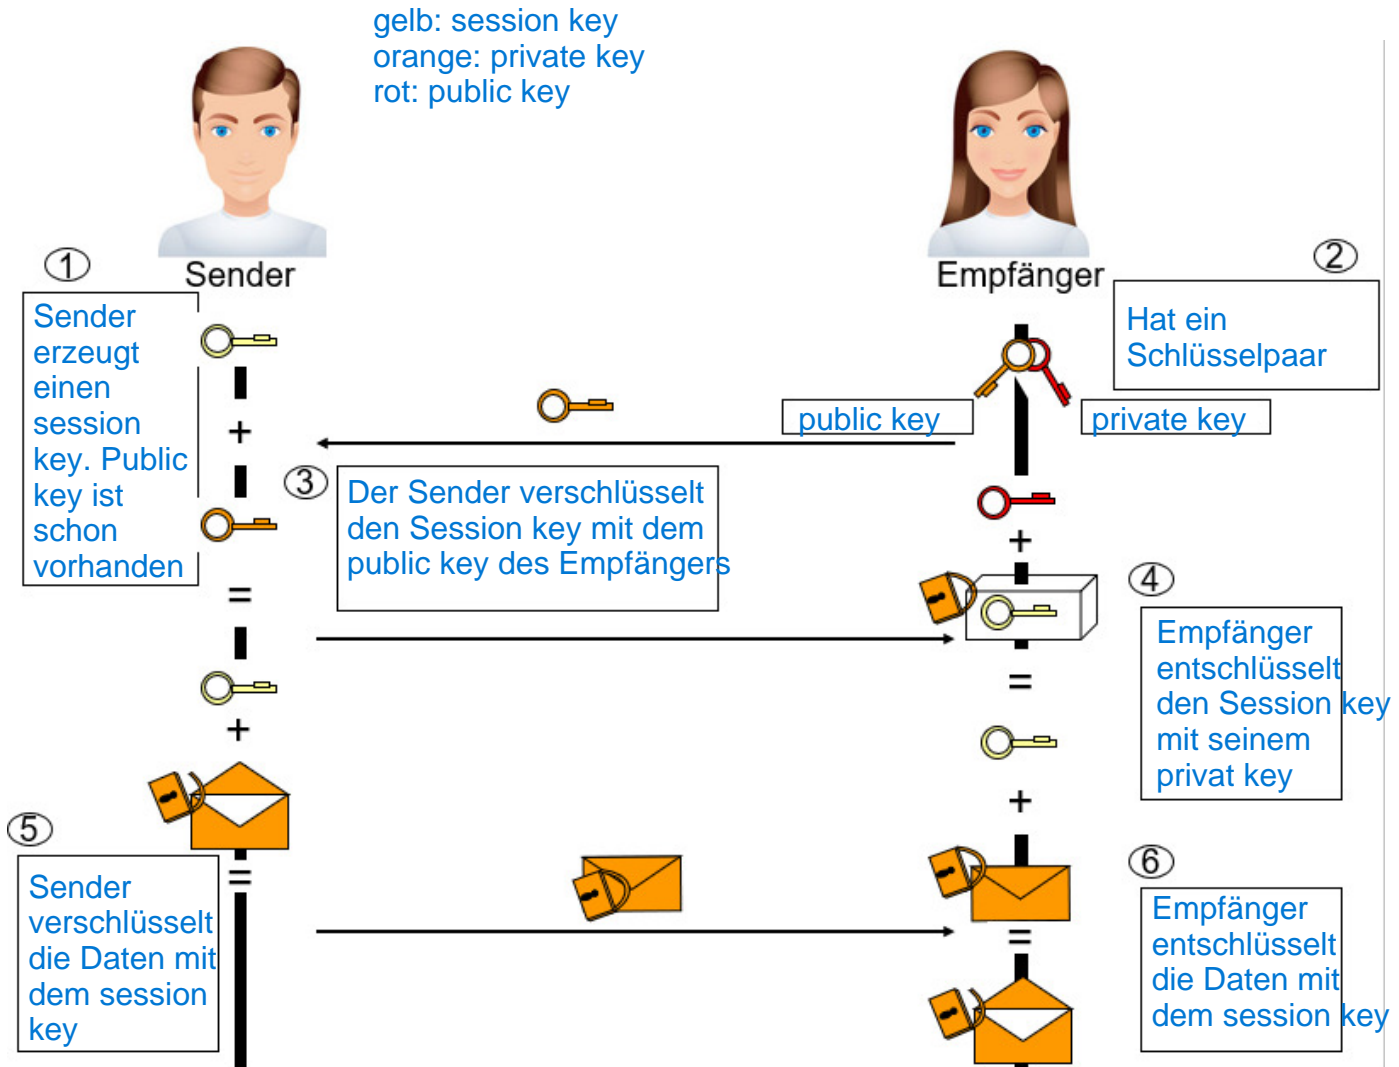 gelb: session key
orange: private key
rot: public key
1
Sender
2
Empfänger
Sender
erzeugt
einen
session
key. Public
key ist
schon
vorhanden
Hat ein
Schlüsselpaar
public key
private key
+
3
Der Sender verschlüsselt
den Session key mit dem
public key des Empfängers
+
=
4
Empfänger
entschlüsselt
den Session key
mit seinem
privat key
=
+
+
5
Sender
verschlüsselt
die Daten mit
dem session
key
=
6
Empfänger
entschlüsselt
die Daten mit
dem session key
=